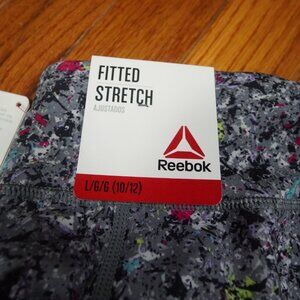 FITTED
STRETCH
AJUSTADOS
Reebok
L/G/G (10/12)